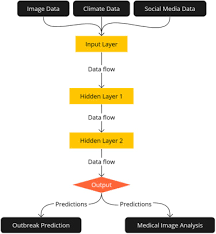 Image Data
Climate Data
Social Media Data
Input Layer
Data flow
Hidden Layer 1
Data flow
Hidden Layer 2
Data flow
Output
Predictions
Predictions
Outbreak Prediction
Medical Image Analysis